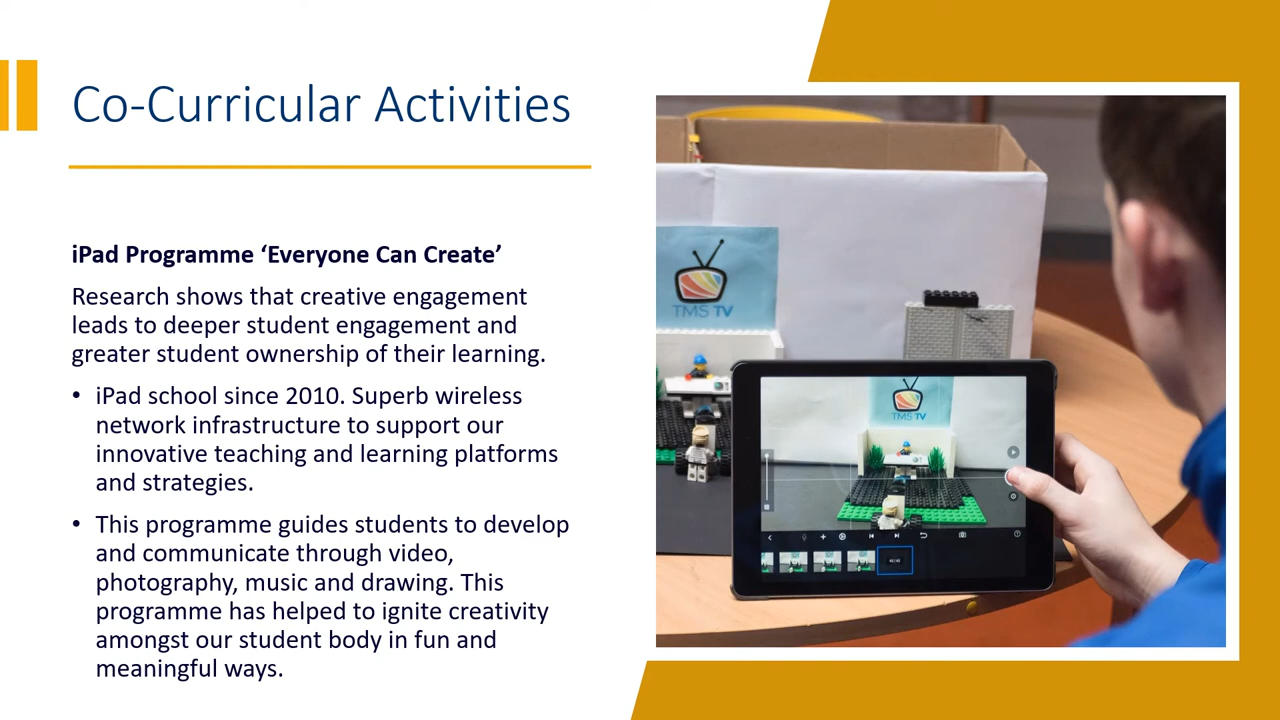 Co-Curricular Activities
iPad Programme ‘Everyone Can Create’
Research shows that creative engagement
leads to deeper student engagement and
greater student ownership of their learning.
• iPad school since 2010. Superb wireless
network infrastructure to support our
innovative teaching and learning platforms
and strategies.
• This programme guides students to develop
and communicate through video,
photography, music and drawing. This
programme has helped to ignite creativity
amongst our student body in fun and
meaningful ways.
TMS TV
TMS TV